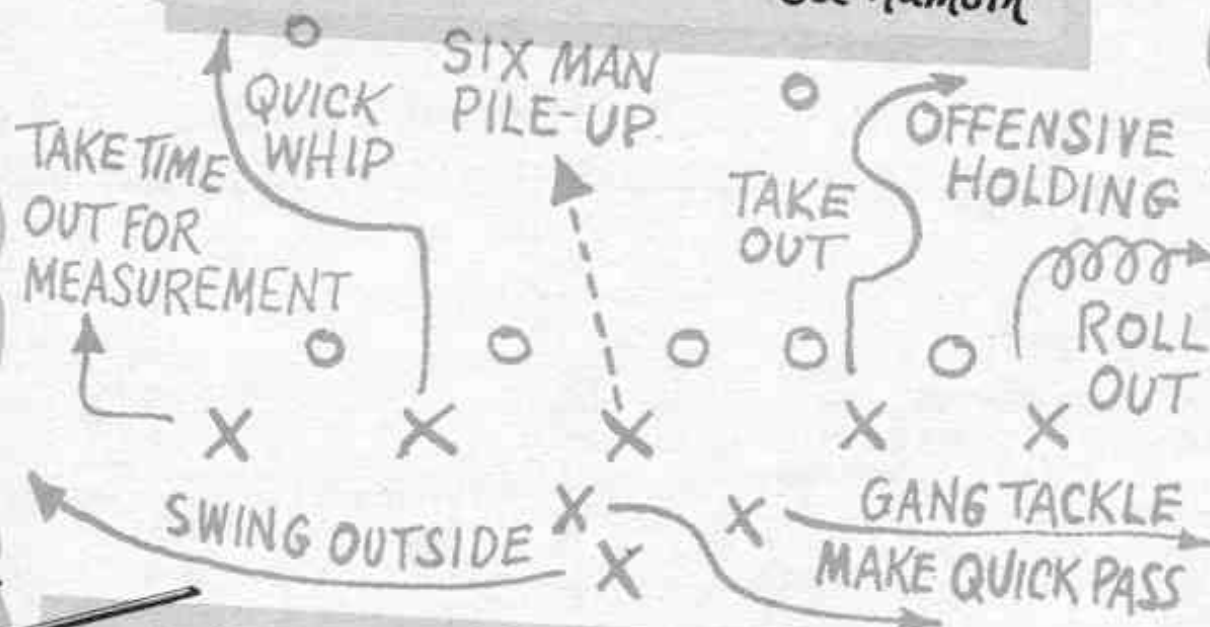 SIX MAN
PILE-UP
QUICK
WHIP
TAKE TIME
OUT FOR
MEASUREMENT
TAKE
OUT
OFFENSIVE
HOLDING
ROLL
OUT
SWING OUTSIDE
GANG TACKLE
MAKE QUICK PASS